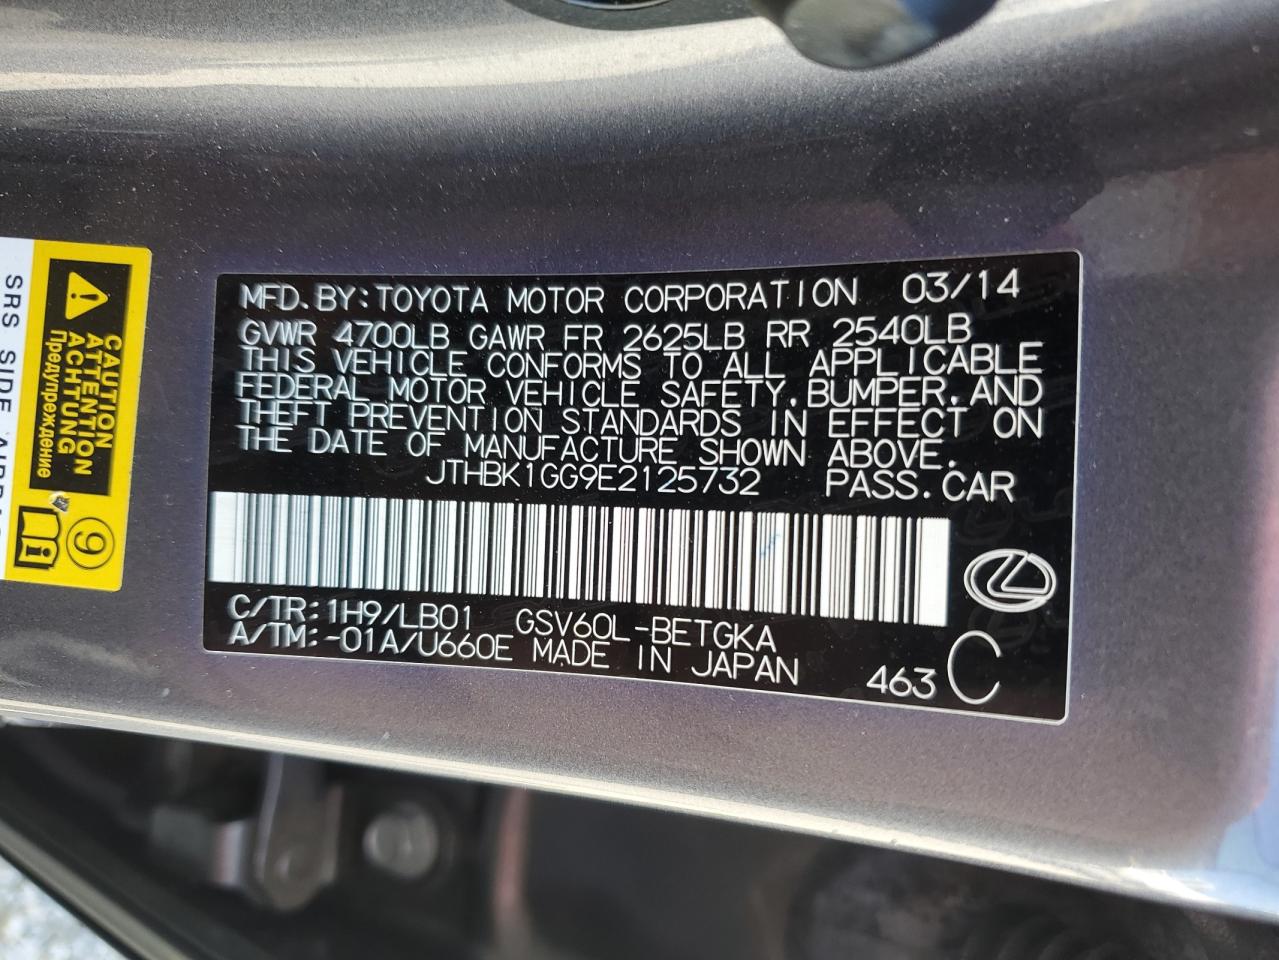 MFD. BY: TOYOTA MOTOR CORPORATION 03/14
GVWR 4700LB GAWR FR 2625LB RR 2540LB
THIS VEHICLE CONFORMS TO ALL APPLICABLE
FEDERAL MOTOR VEHICLE SAFETY, BUMPER, AND
THEFT PREVENTION STANDARDS IN EFFECT ON
THE DATE OF MANUFACTURE SHOWN ABOVE.
JTHBK1GG9E2125732 PASS. CAR
C/TR: 1H9/LB01 GSV60L-BETGKA
A/TM: -01A/U660E MADE IN JAPAN
463 C
CAUTION
ATTENTION
ACHTUNG
Предупреждение
9
SRS SIDE